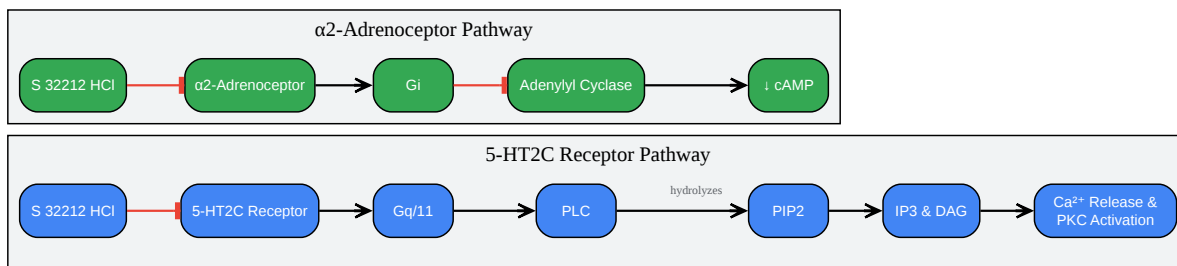 α2-Adrenoceptor Pathway
S 32212 HCl
α2-Adrenoceptor
Gi
Adenylyl Cyclase
↓ cAMP
5-HT2C Receptor Pathway
S 32212 HCl
5-HT2C Receptor
Gq/11
PLC
hydrolyzes
PIP2
IP3 & DAG
Ca²⁺ Release &
PKC Activation